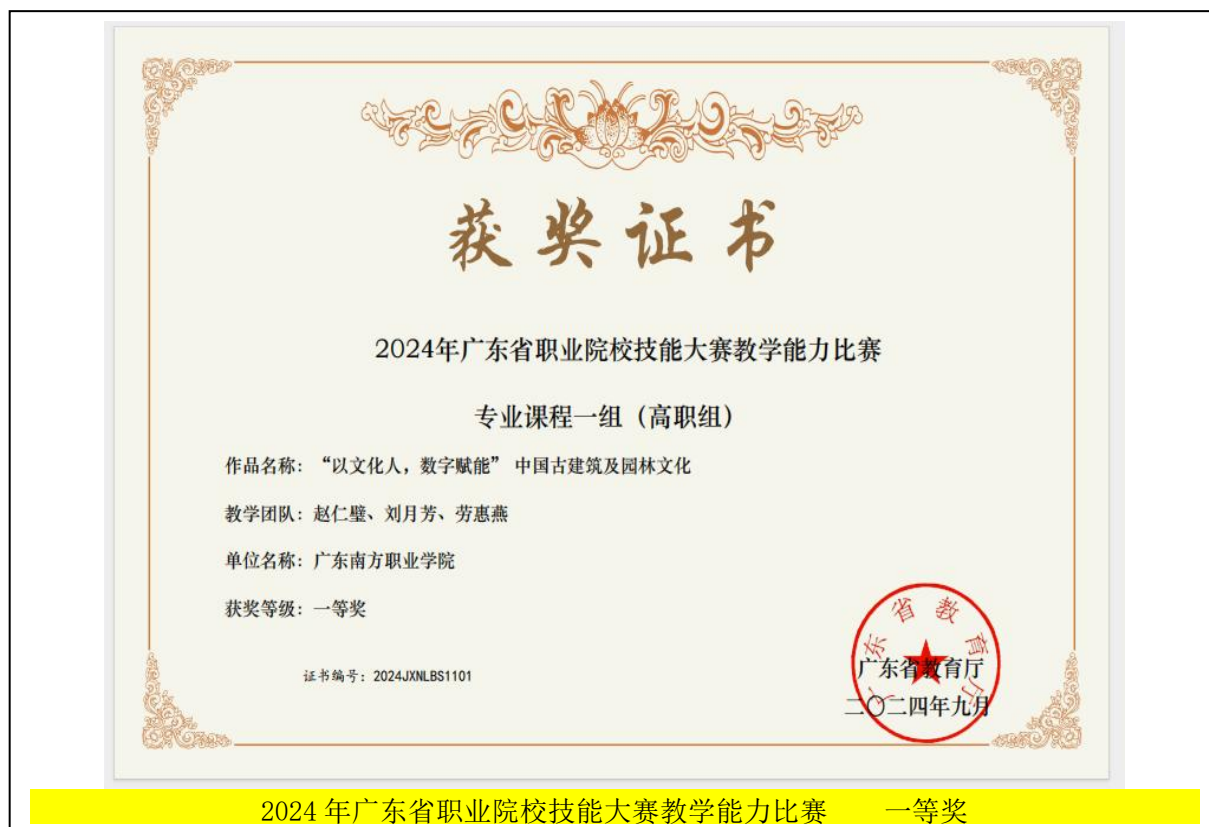 获奖证书
2024年广东省职业院校技能大赛教学能力比赛
专业课程一组（高职组）
作品名称：“以文化人，数字赋能” 中国古建筑及园林文化
教学团队：赵仁璧、刘月芳、劳惠燕
单位名称：广东南方职业学院
获奖等级：一等奖
证书编号：2024JXNLBS1101
广东省教育厅
广东省教育厅
二〇二四年九月
2024 年广东省职业院校技能大赛教学能力比赛 一等奖